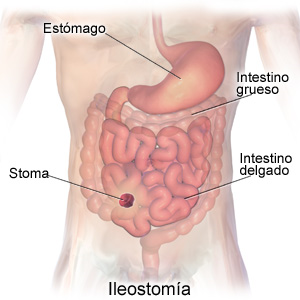 Estómago
Intestino
grueso
Intestino
delgado
Stoma
Ileostomía